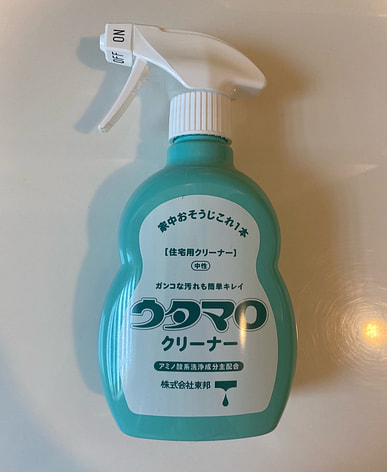 OFF ON
家中おそうじこれ1本
【住宅用クリーナー】
中性
ガンコな汚れも簡単キレイ
ウタマロ
クリーナー
アミノ酸系洗浄成分主配合
株式会社東邦